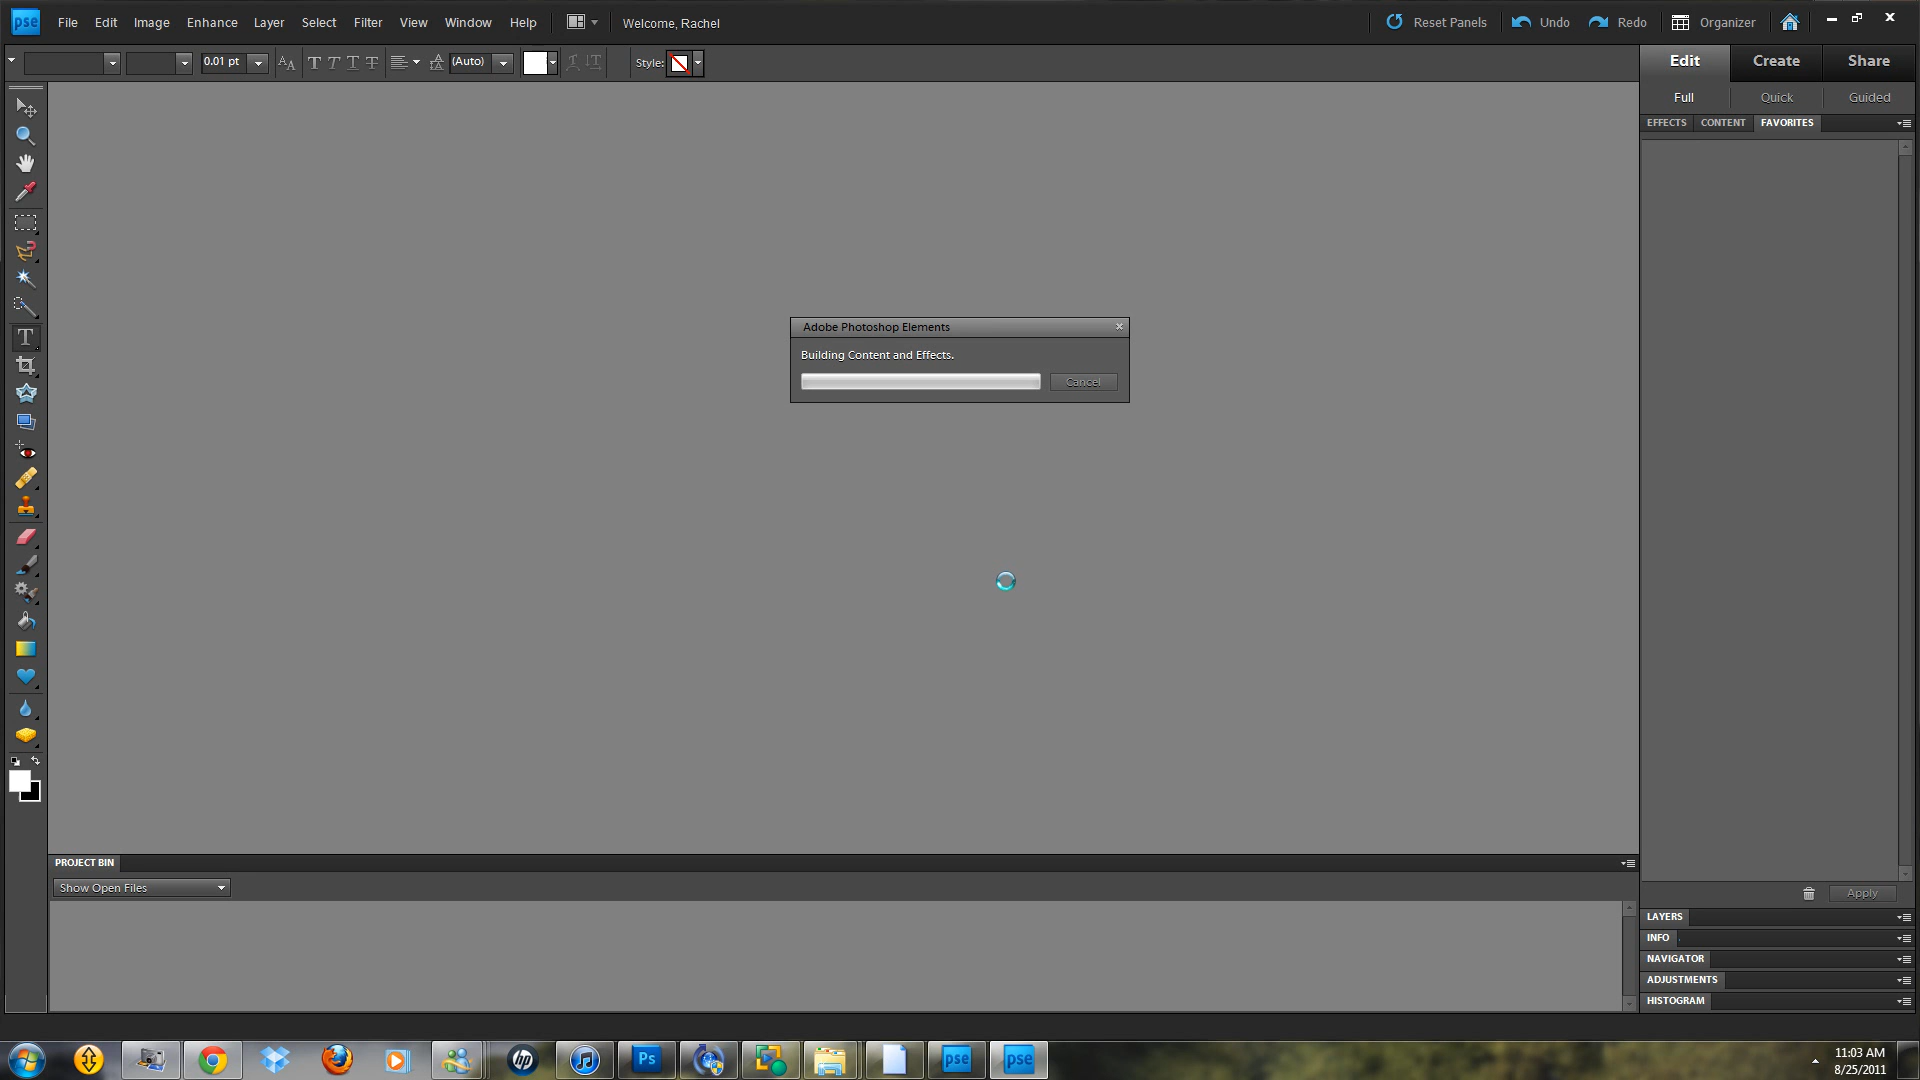 pse File Edit Image Enhance Layer Select Filter View Window Help Welcome, Rachel Reset Panels Undo Redo Organizer
0.01 pt (Auto) Style:
Edit Create Share
Full Quick Guided
EFFECTS CONTENT FAVORITES
Adobe Photoshop Elements
Building Content and Effects.
Cancel
PROJECT BIN
Show Open Files
Apply
LAYERS
INFO
NAVIGATOR
ADJUSTMENTS
HISTOGRAM
hp Ps pse pse
11:03 AM
8/25/2011